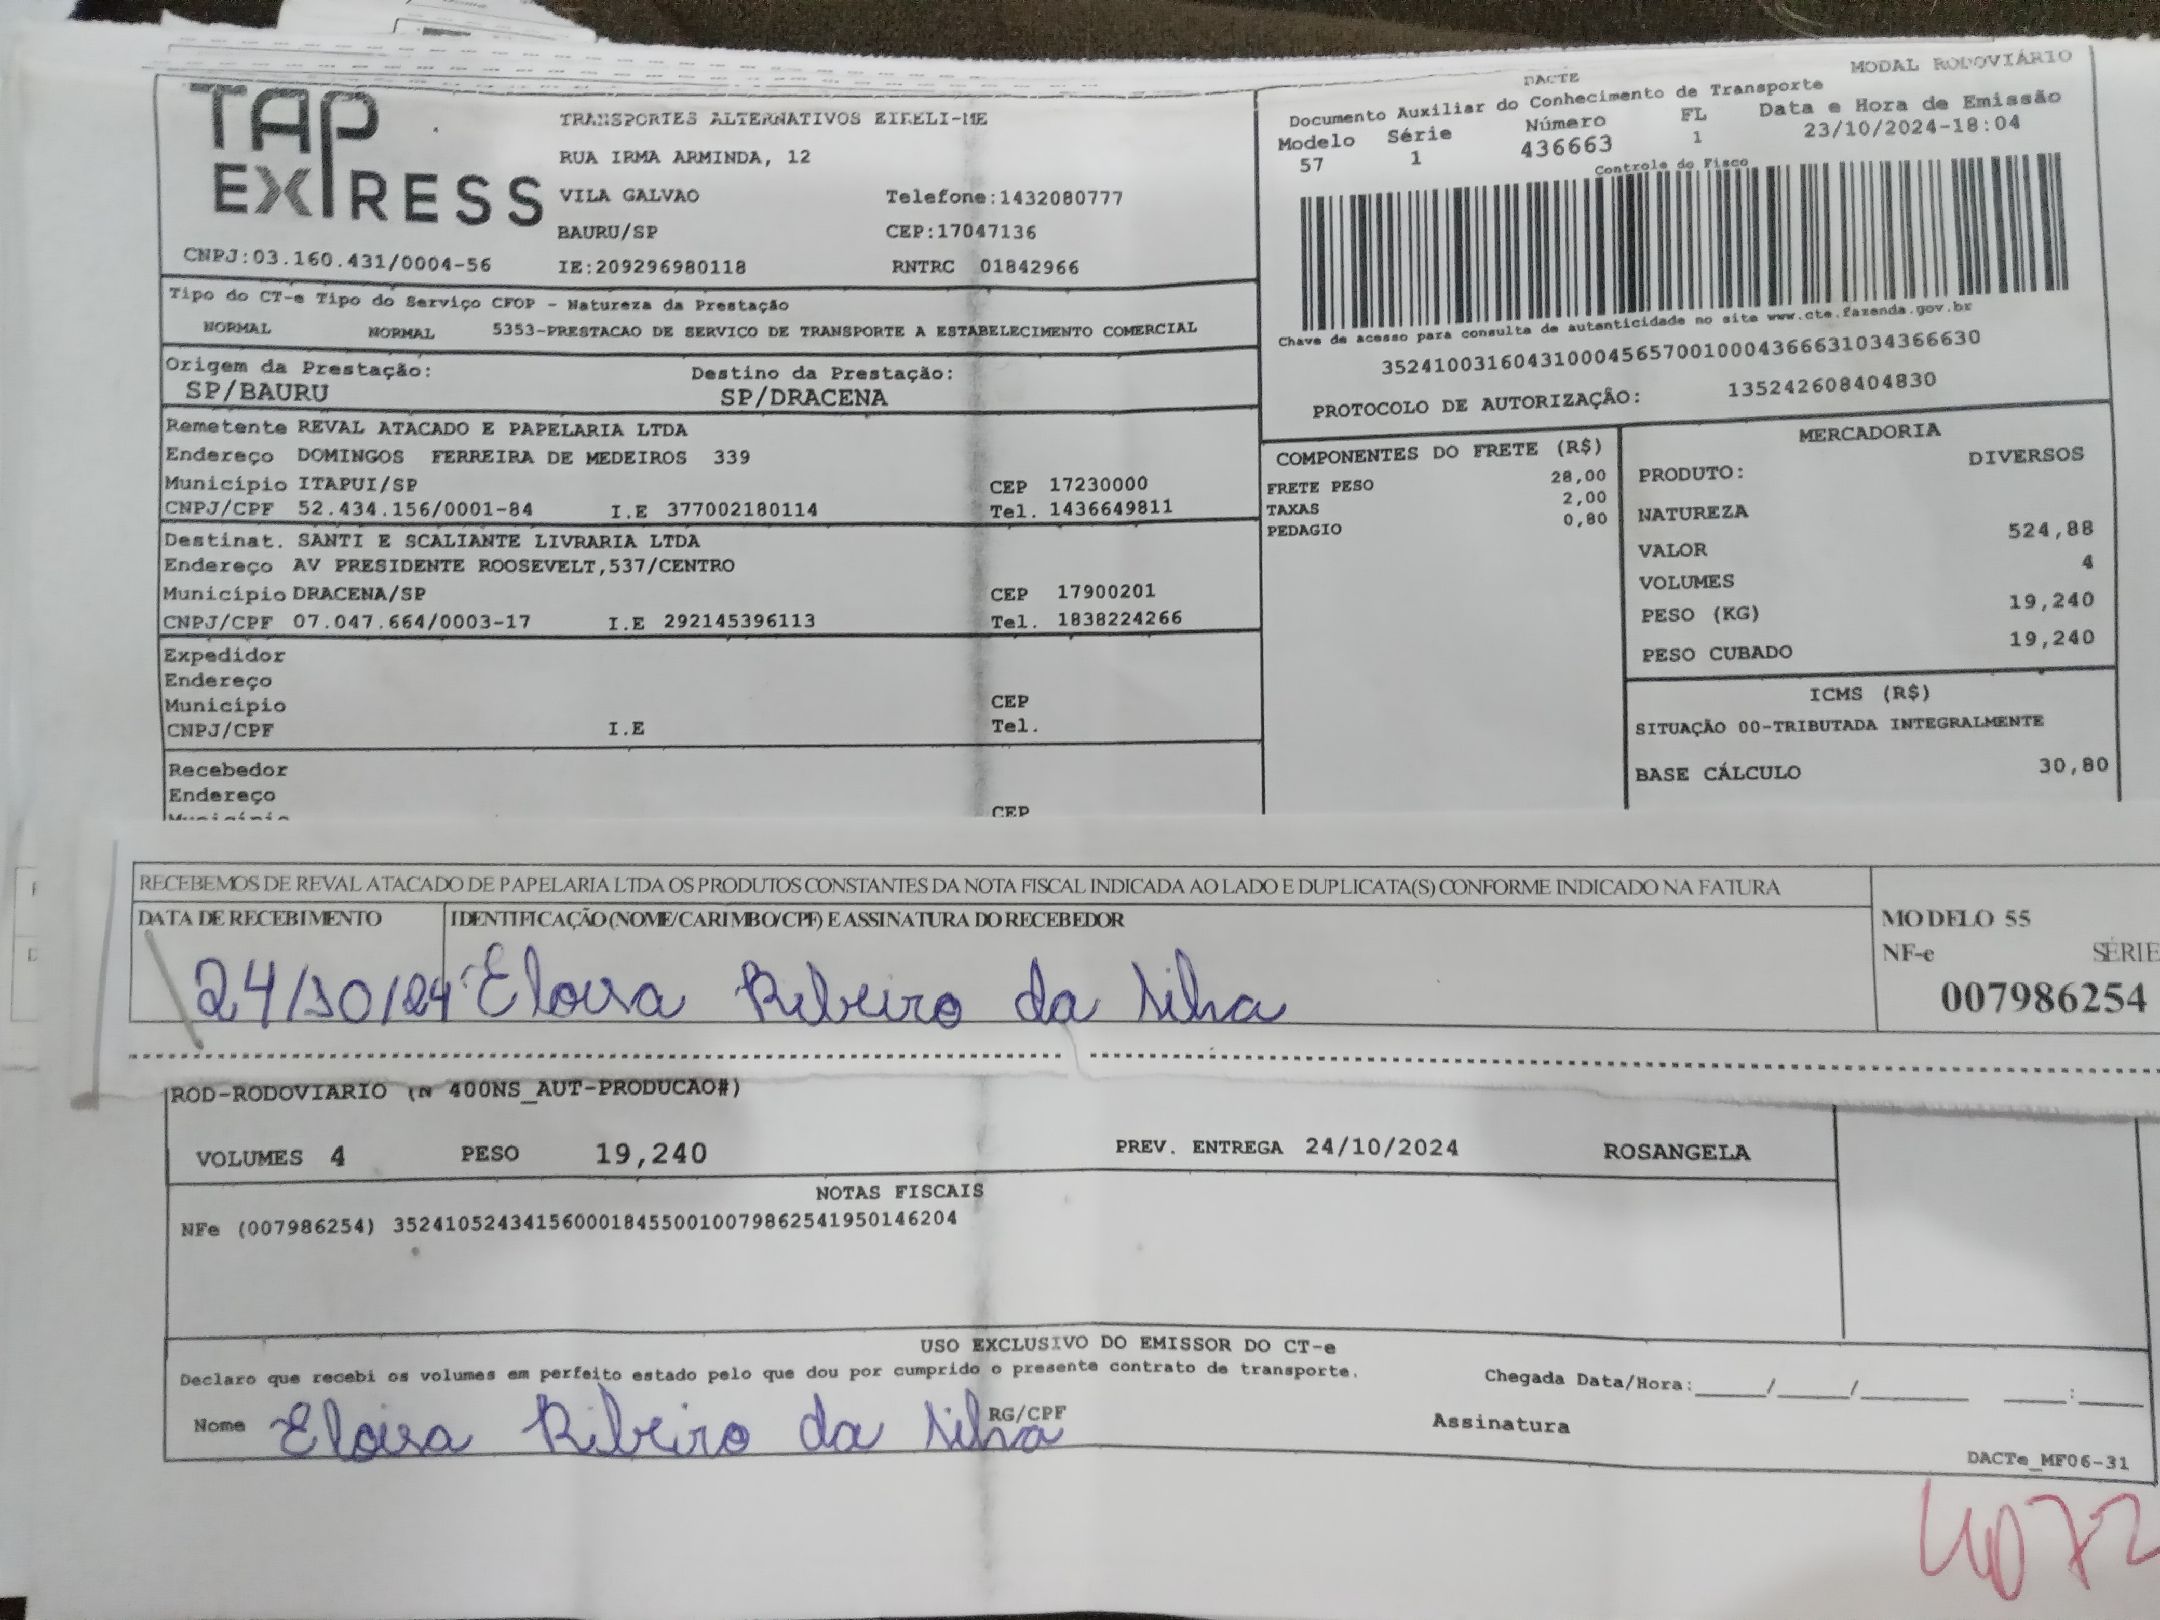 TAP EXPRESS
TRANSPORTES ALTERNATIVOS EIRELI-ME
RUA IRMA ARMINDA, 12
VILA GALVAO Telefone:1432080777
BAURU/SP CEP:17047136
CNPJ:03.160.431/0004-56 IE:209296980118 RNTRC 01842966
Tipo do CT-e Tipo do Serviço CFOP - Natureza da Prestação
NORMAL NORMAL 5353-PRESTACAO DE SERVICO DE TRANSPORTE A ESTABELECIMENTO COMERCIAL
Origem da Prestação: Destino da Prestação:
SP/BAURU SP/DRACENA
Remetente REVAL ATACADO E PAPELARIA LTDA
Endereço DOMINGOS FERREIRA DE MEDEIROS 339
Município ITAPUI/SP CEP 17230000
CNPJ/CPF 52.434.156/0001-84 I.E 377002180114 Tel. 1436649811
Destinat. SANTI E SCALIANTE LIVRARIA LTDA
Endereço AV PRESIDENTE ROOSEVELT,537/CENTRO
Município DRACENA/SP CEP 17900201
CNPJ/CPF 07.047.664/0003-17 I.E 292145396113 Tel. 1838224266
Expedidor
Endereço
Município CEP
CNPJ/CPF I.E Tel.
Recebedor
Endereço
Município CEP
DACTE MODAL RODOVIÁRIO
Documento Auxiliar do Conhecimento de Transporte
Modelo Série Número FL Data e Hora de Emissão
57 1 436663 1 23/10/2024-18:04
Controle do Fisco
Chave de acesso para consulta de autenticidade no site www.cte.fazenda.gov.br
35241003160431000456570010004366631034366630
PROTOCOLO DE AUTORIZAÇÃO: 135242608404830
COMPONENTES DO FRETE (R$)
FRETE PESO 28,00
TAXAS 2,00
PEDAGIO 0,80
MERCADORIA
PRODUTO: DIVERSOS
NATUREZA
VALOR 524,88
VOLUMES 4
PESO (KG) 19,240
PESO CUBADO 19,240
ICMS (R$)
SITUAÇÃO 00-TRIBUTADA INTEGRALMENTE
BASE CÁLCULO 30,80
RECEBEMOS DE REVAL ATACADO DE PAPELARIA LTDA OS PRODUTOS CONSTANTES DA NOTA FISCAL INDICADA AO LADO E DUPLICATA(S) CONFORME INDICADO NA FATURA
DATA DE RECEBIMENTO IDENTIFICAÇÃO (NOME/CARIMBO/CPF) E ASSINATURA DO RECEBEDOR
24/10/24 Eloisa Ribeiro da Silva
MODELO 55
NF-e SÉRIE
007986254
ROD-RODOVIARIO (N 400NS_AUT-PRODUCAO#)
VOLUMES 4 PESO 19,240 PREV. ENTREGA 24/10/2024 ROSANGELA
NOTAS FISCAIS
NFe (007986254) 35241052434156000184550010079862541950146204
USO EXCLUSIVO DO EMISSOR DO CT-e
Declaro que recebi os volumes em perfeito estado pelo que dou por cumprido o presente contrato de transporte. Chegada Data/Hora:____/____/______ ____:____
Nome Eloisa Ribeiro da Silva RG/CPF Assinatura
DACTe_MF06-31
4072